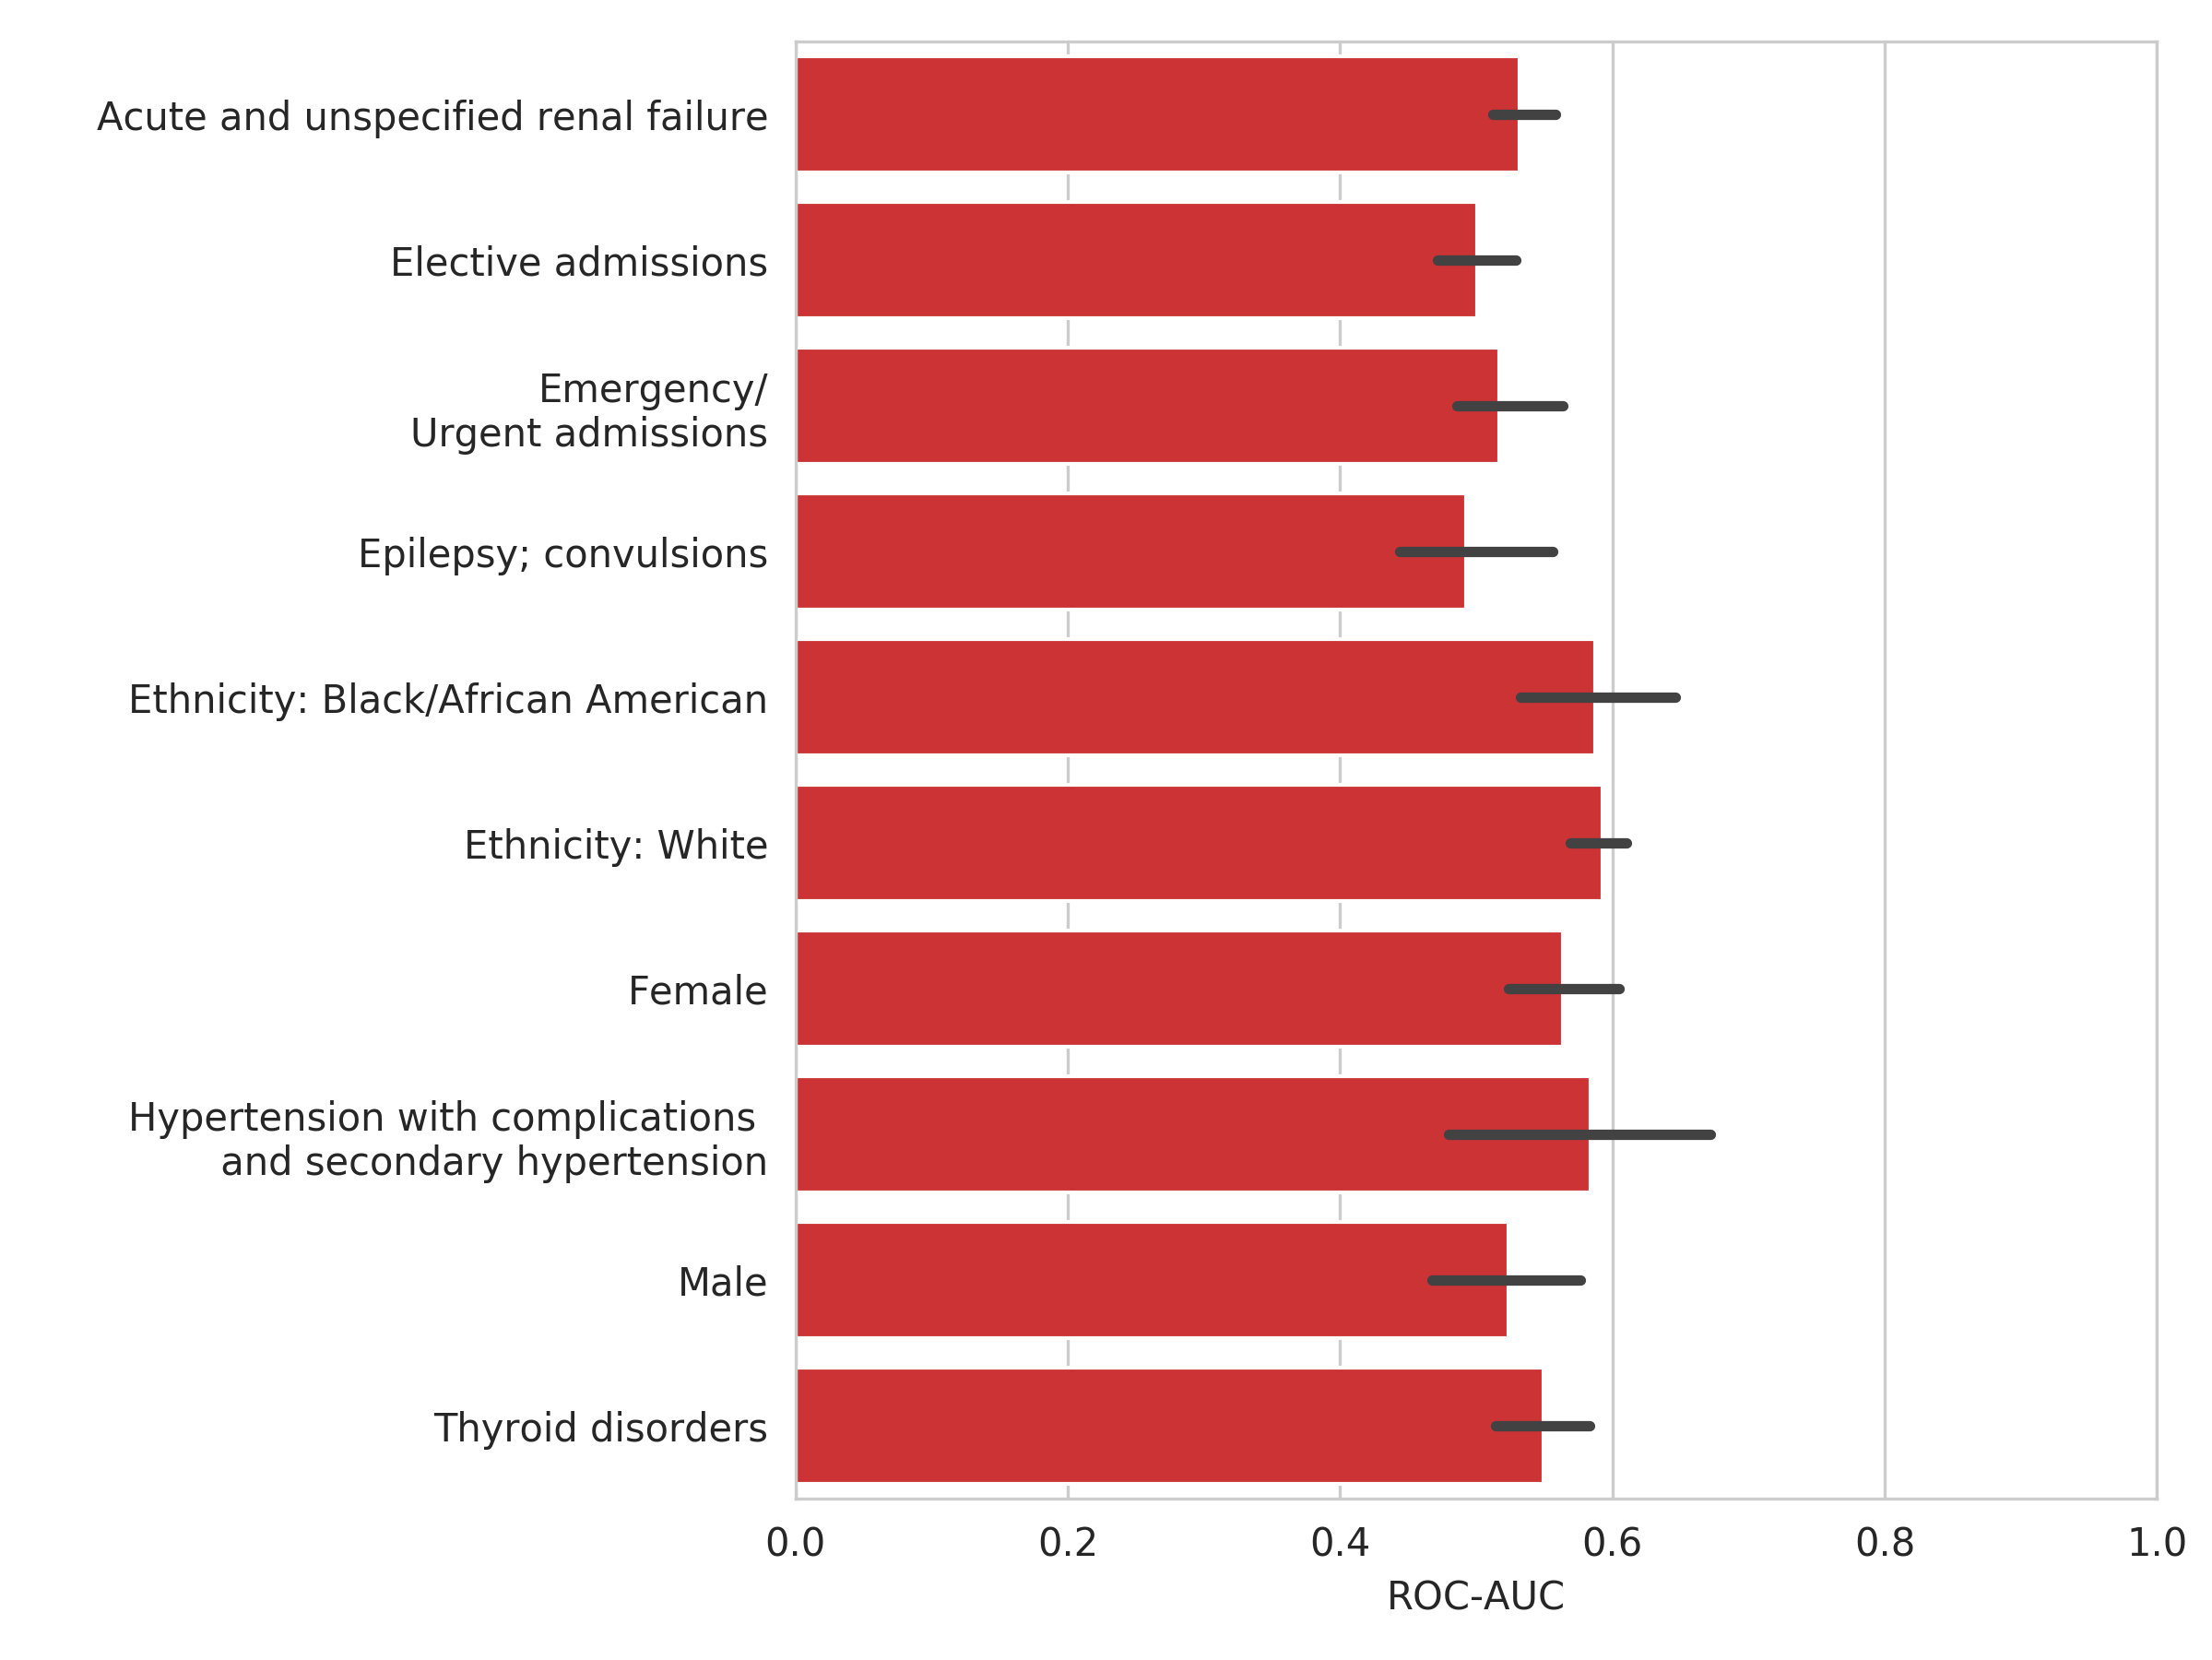 Acute and unspecified renal failure
Elective admissions
Emergency/
Urgent admissions
Epilepsy; convulsions
Ethnicity: Black/African American
Ethnicity: White
Female
Hypertension with complications
and secondary hypertension
Male
Thyroid disorders
0.0 0.2 0.4 0.6 0.8 1.0
ROC-AUC